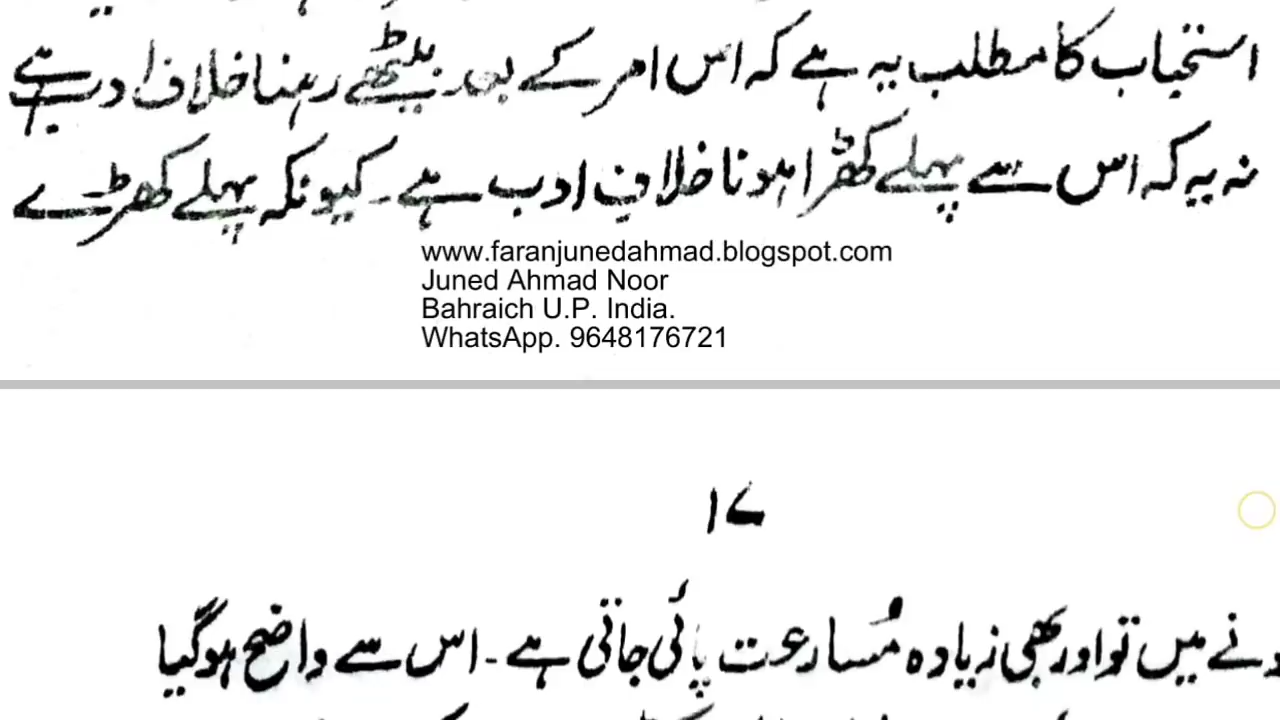 استحباب کا مطلب یہ ہے کہ اس امر کے بعد بیٹھے رہنا خلاف ادب ہے
نہ یہ کہ اس سے پہلے کھڑا ہونا خلافِ ادب ہے۔ کیونکہ پہلے کھڑے
www.faranjunedahmad.blogspot.com
Juned Ahmad Noor
Bahraich U.P. India.
WhatsApp. 9648176721
۱۷
ہونے میں تو اور بھی زیادہ مُسارعت پائی جاتی ہے۔ اس سے واضح ہوگیا